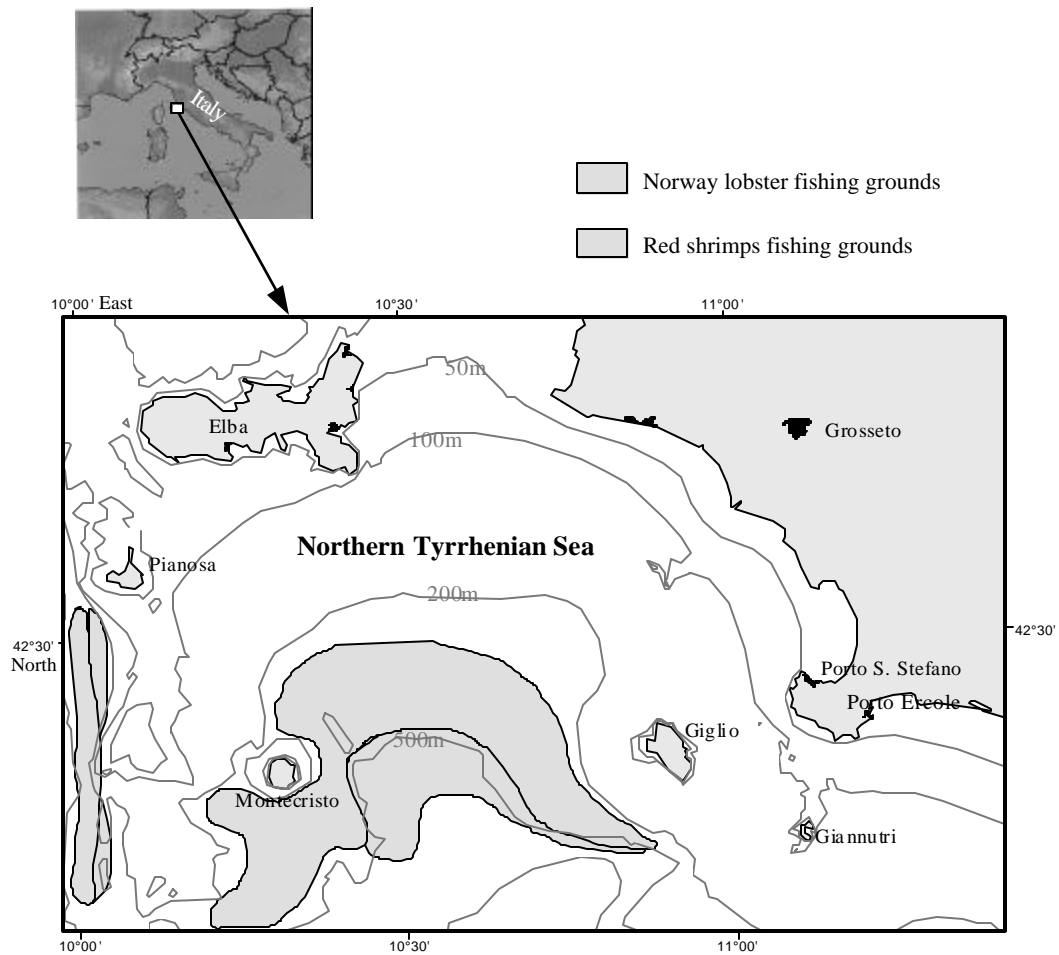 Italy
Norway lobster fishing grounds
Red shrimps fishing grounds
10°00' East
10°30'
11°00'
50m
Elba
100m
Grosseto
Northern Tyrrhenian Sea
Pianosa
200m
42°30'
North
42°30'
Porto S. Stefano
Porto Ercole
Giglio
500m
Montecristo
Giannutri
10°00'
10°30'
11°00'